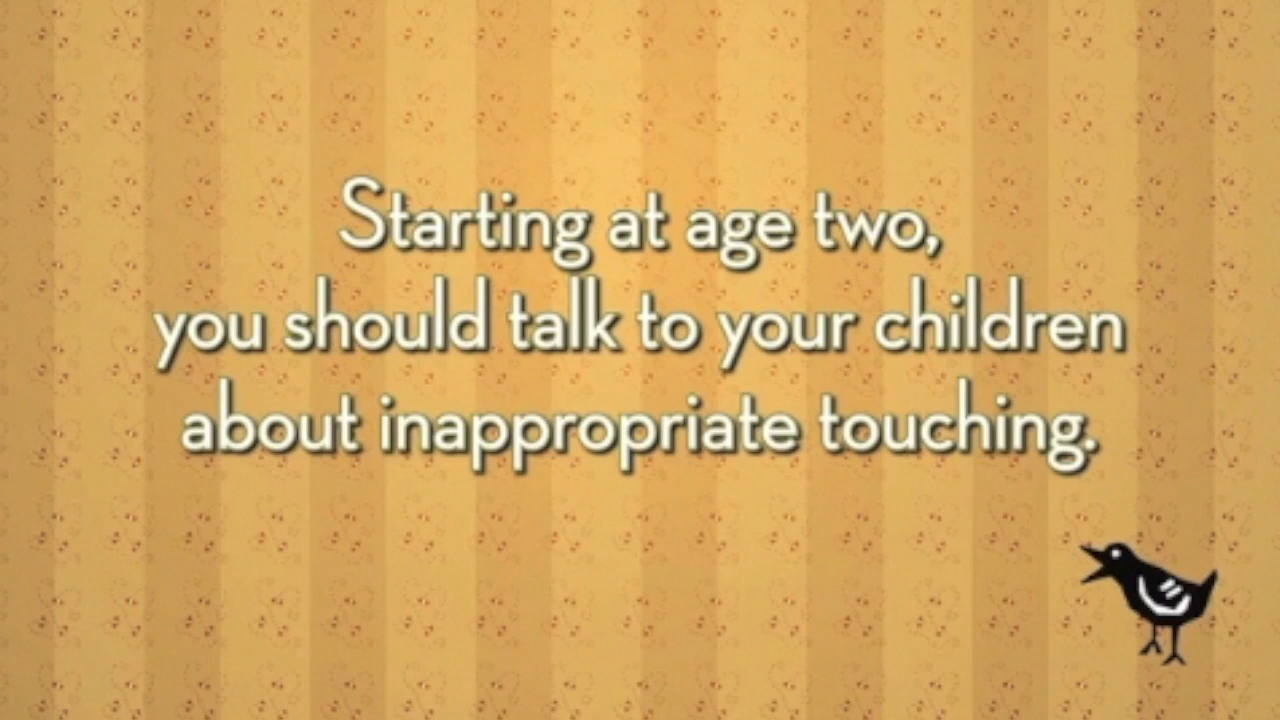 Starting at age two,
you should talk to your children
about inappropriate touching.